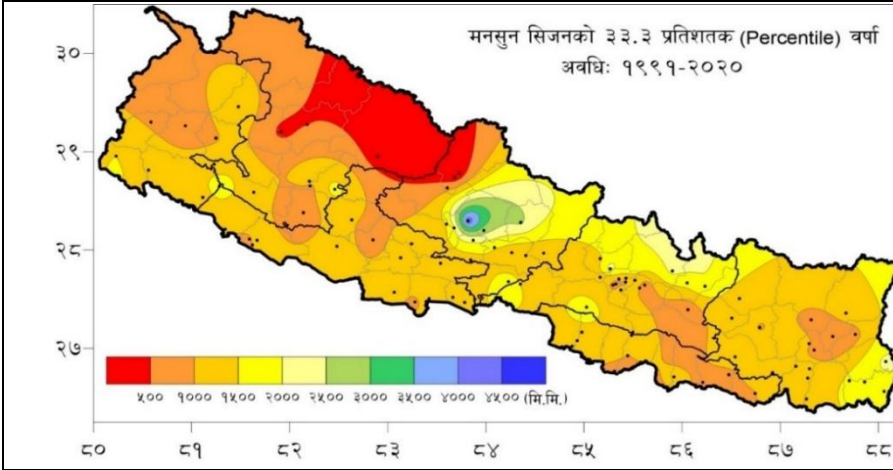 मनसुन सिजनको ३३.३ प्रतिशतक (Percentile) वर्षा
अवधिः १९९१-२०२०
३०
२९
२८
२७
५०० १००० १५०० २००० २५०० ३००० ३५०० ४००० ४५०० (मि.मि.)
८० ८१ ८२ ८३ ८४ ८५ ८६ ८७ ८८